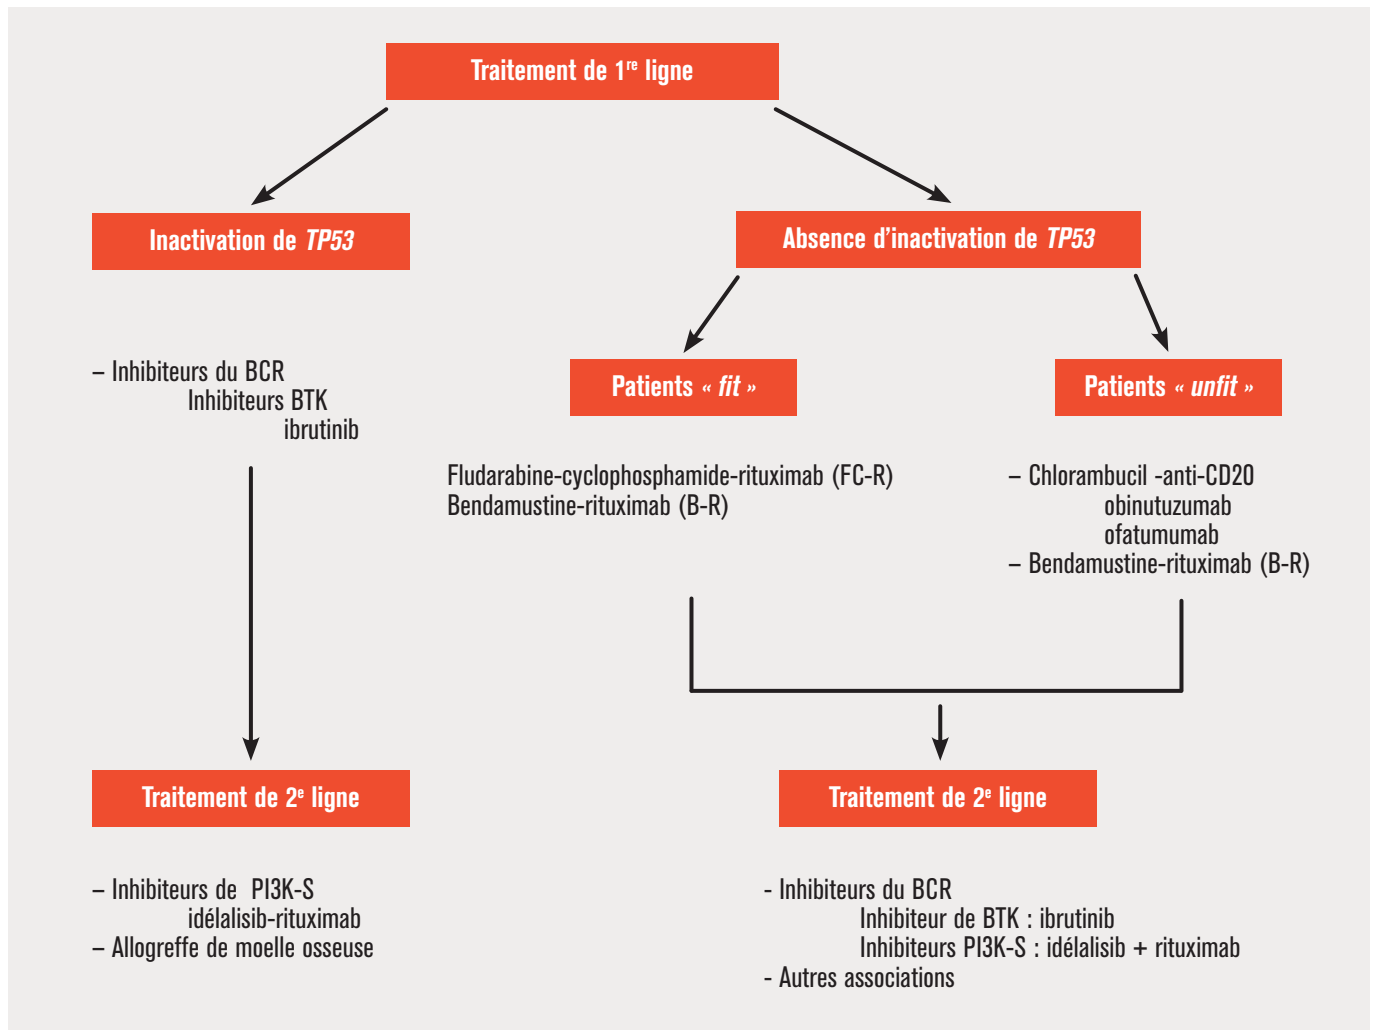 Traitement de 1re ligne
Inactivation de TP53
Absence d’inactivation de TP53
– Inhibiteurs du BCR
Inhibiteurs BTK
ibrutinib
Patients « fit »
Patients « unfit »
Fludarabine-cyclophosphamide-rituximab (FC-R)
Bendamustine-rituximab (B-R)
– Chlorambucil -anti-CD20
obinutuzumab
ofatumumab
– Bendamustine-rituximab (B-R)
Traitement de 2e ligne
– Inhibiteurs de PI3K-S
idélalisib-rituximab
– Allogreffe de moelle osseuse
Traitement de 2e ligne
- Inhibiteurs du BCR
Inhibiteur de BTK : ibrutinib
Inhibiteurs PI3K-S : idélalisib + rituximab
- Autres associations